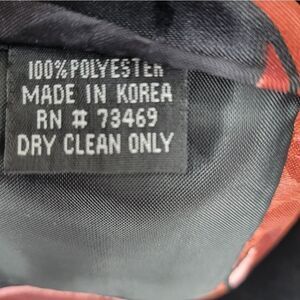 100% POLYESTER
MADE IN KOREA
RN # 73469
DRY CLEAN ONLY